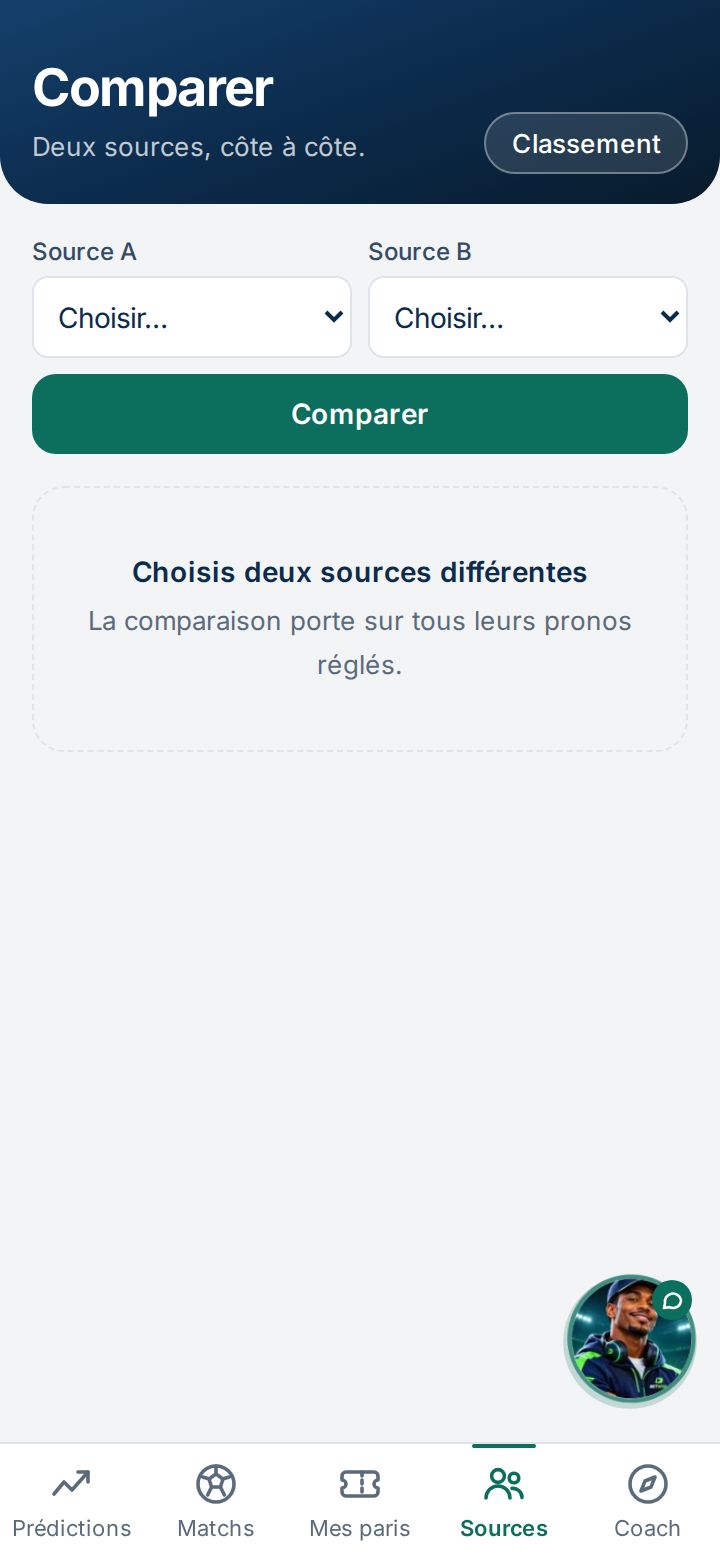 Comparer
Deux sources, côte à côte.
Classement
Source A
Source B
Choisir...
Choisir...
Comparer
Choisis deux sources différentes
La comparaison porte sur tous leurs pronos
réglés.
Prédictions
Matchs
Mes paris
Sources
Coach